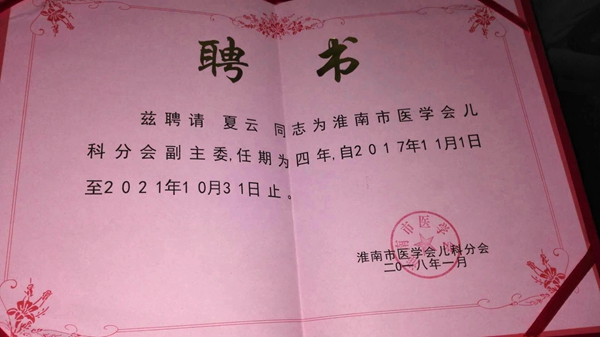 聘书
兹聘请 夏云 同志为淮南市医学会儿
科分会副主委,任期为四年,自2017年11月1日
至2021年10月31日止。
淮南市医学会儿科分会
二0一八年一月